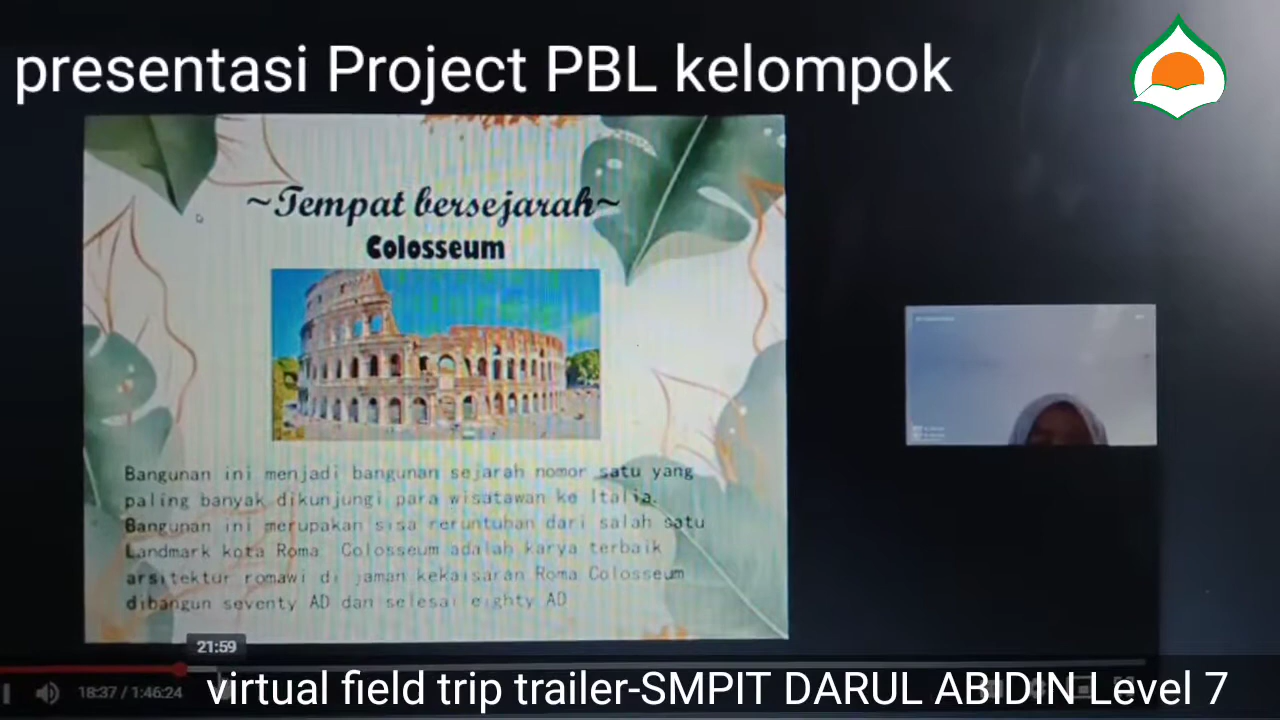 presentasi Project PBL kelompok
~Tempat bersejarah~
Colosseum
Bangunan ini menjadi bangunan sejarah nomor satu yang
paling banyak dikunjungi para wisatawan ke Italia.
Bangunan ini merupakan sisa reruntuhan dari salah satu
Landmark kota Roma Colosseum adalah karya terbaik
arsitektur romawi di jaman kekaisaran Roma Colosseum
dibangun seventy AD dan selesai eighty AD
21:59
18:37 / 1:46:24
virtual field trip trailer-SMPIT DARUL ABIDIN Level 7